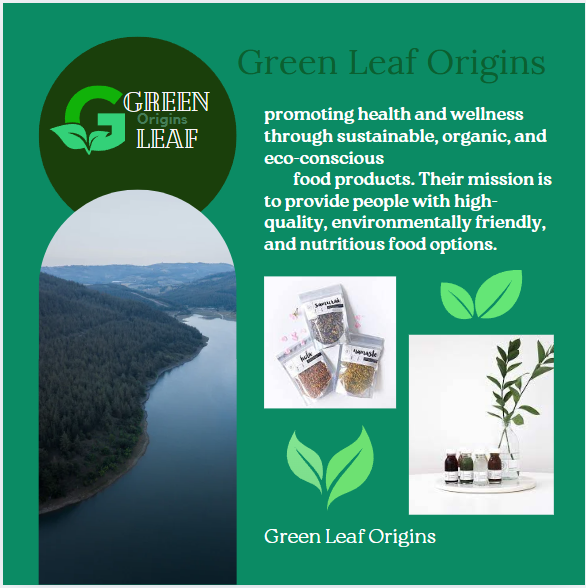 Green Leaf Origins
GREEN
Origins
LEAF
promoting health and wellness
through sustainable, organic, and
eco-conscious
food products. Their mission is
to provide people with high-
quality, environmentally friendly,
and nutritious food options.
namaste
Green Leaf Origins